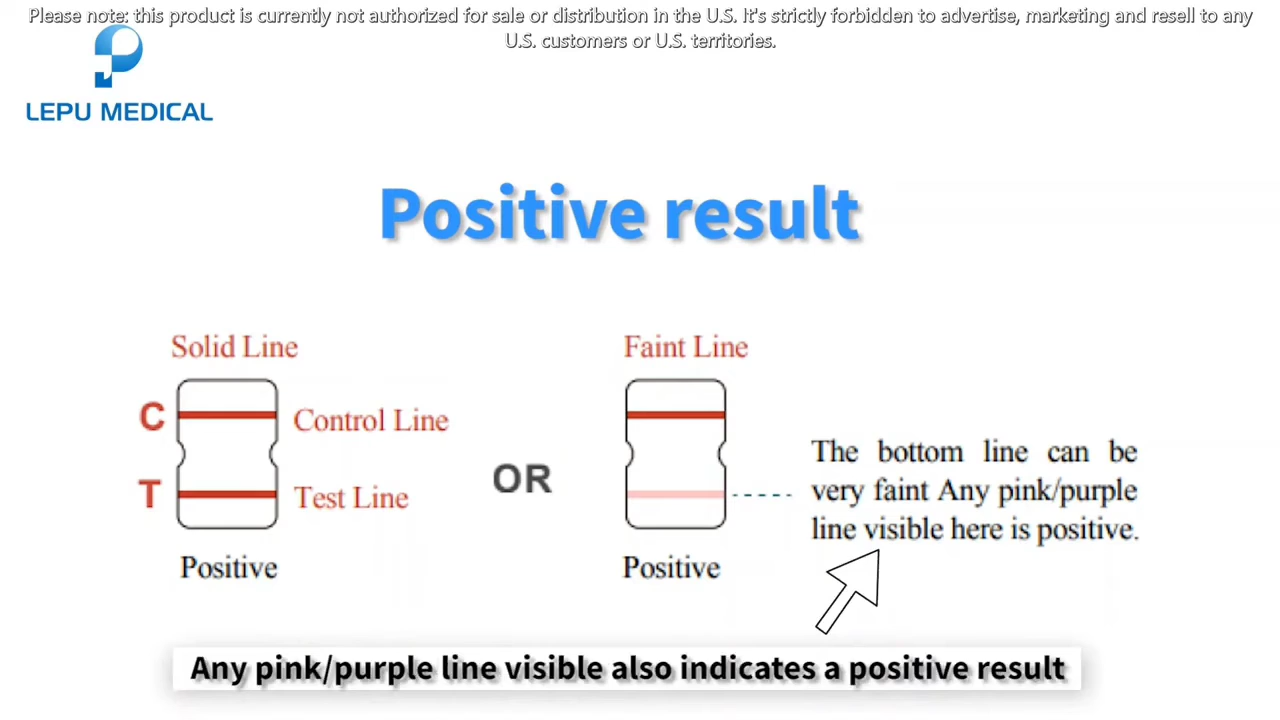 Please note: this product is currently not authorized for sale or distribution in the U.S. It's strictly forbidden to advertise, marketing and resell to any
U.S. customers or U.S. territories.
LEPU MEDICAL
Positive result
Solid Line
Faint Line
C
Control Line
T
Test Line
OR
The bottom line can be
very faint Any pink/purple
line visible here is positive.
Positive
Positive
Any pink/purple line visible also indicates a positive result